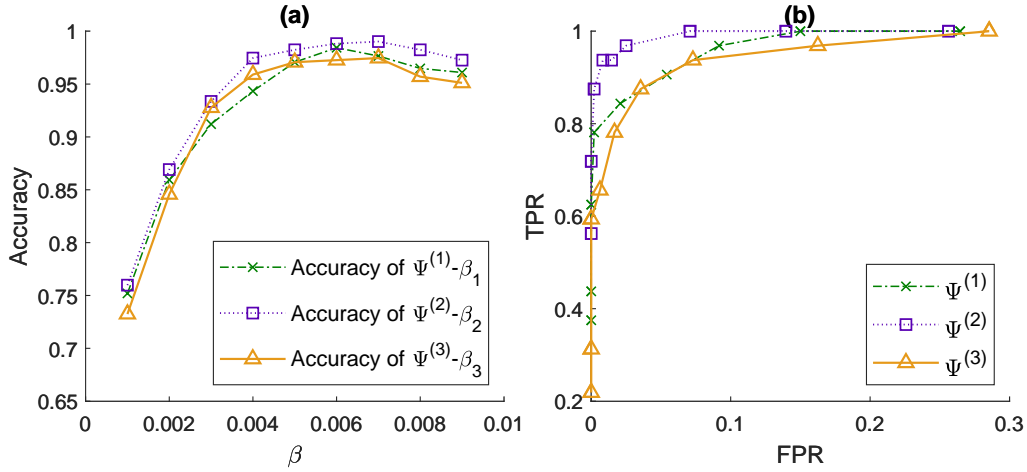 (a)
1
0.95
0.9
0.85
0.8
0.75
0.7
0.65
0 0.002 0.004 0.006 0.008 0.01
Accuracy
β
Accuracy of Ψ(1)-β1
Accuracy of Ψ(2)-β2
Accuracy of Ψ(3)-β3
(b)
1
0.8
0.6
0.4
0.2
0 0.1 0.2 0.3
TPR
FPR
Ψ(1)
Ψ(2)
Ψ(3)